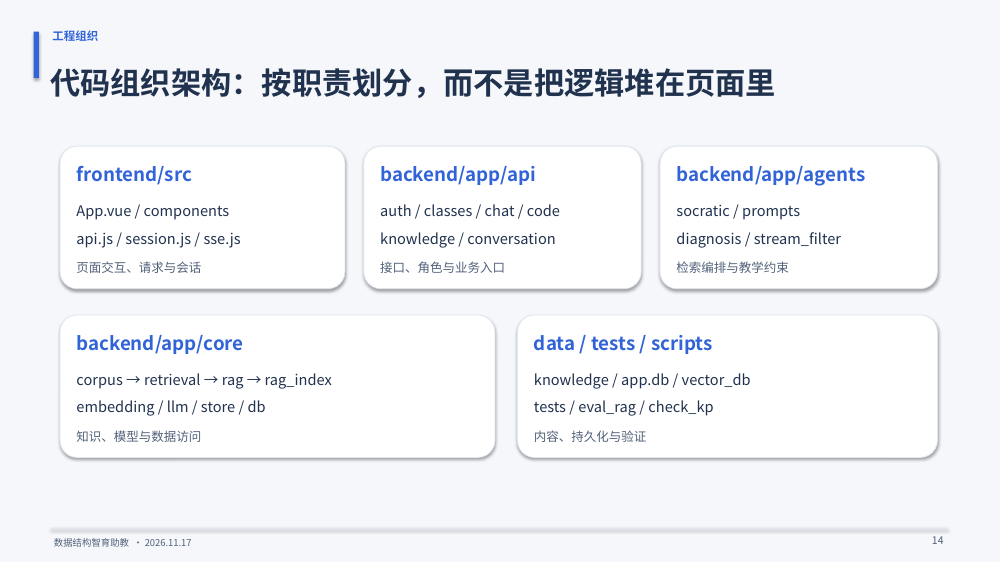 工程组织
代码组织架构：按职责划分，而不是把逻辑堆在页面里
frontend/src
App.vue / components
api.js / session.js / sse.js
页面交互、请求与会话
backend/app/api
auth / classes / chat / code
knowledge / conversation
接口、角色与业务入口
backend/app/agents
socratic / prompts
diagnosis / stream_filter
检索编排与教学约束
backend/app/core
corpus → retrieval → rag → rag_index
embedding / llm / store / db
知识、模型与数据访问
data / tests / scripts
knowledge / app.db / vector_db
tests / eval_rag / check_kp
内容、持久化与验证
数据结构智育助教 · 2026.11.17
14